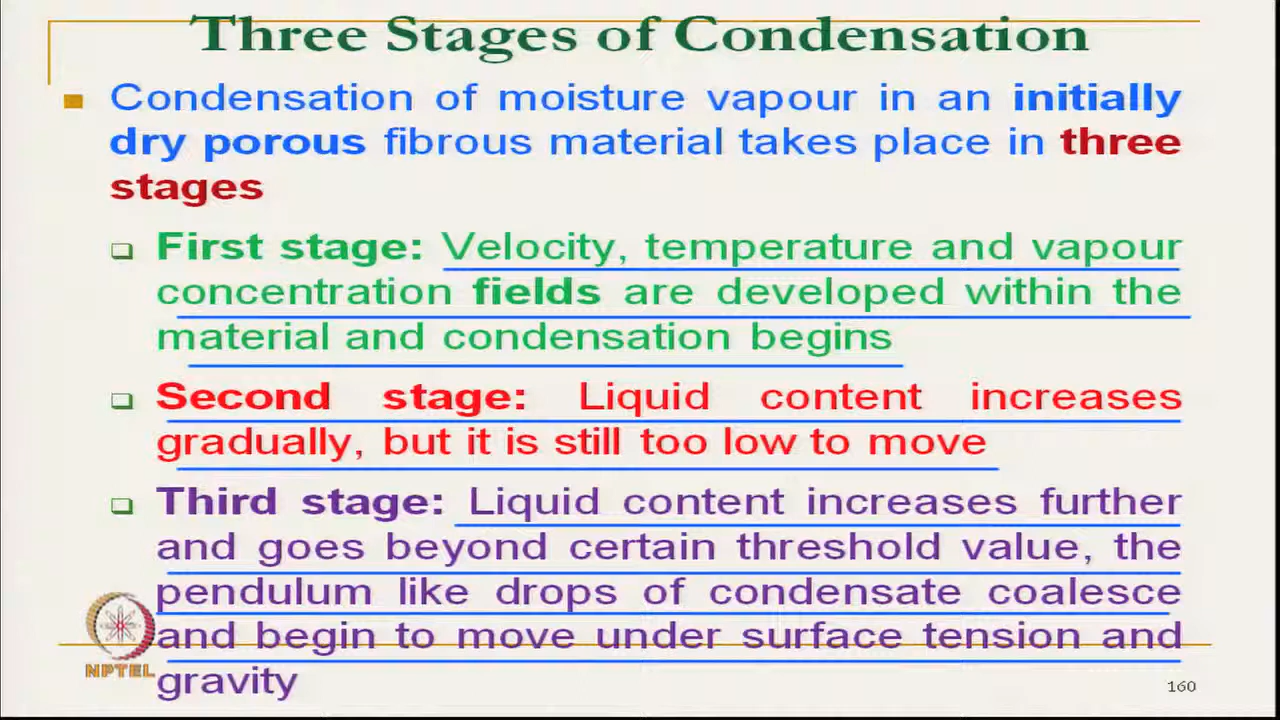 Three Stages of Condensation
Condensation of moisture vapour in an initially
dry porous fibrous material takes place in three
stages
First stage: Velocity, temperature and vapour
concentration fields are developed within the
material and condensation begins
Second stage: Liquid content increases
gradually, but it is still too low to move
Third stage: Liquid content increases further
and goes beyond certain threshold value, the
pendulum like drops of condensate coalesce
and begin to move under surface tension and
gravity
NPTEL
160